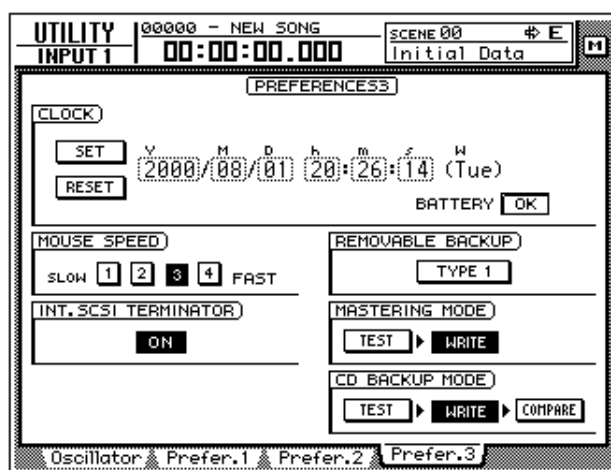 UTILITY
INPUT 1
00000 - NEW SONG
00:00:00.000
SCENE 00 E
Initial Data
M
PREFERENCES3
CLOCK
SET
RESET
Y M D h m s W
2000/08/01 20:26:14 (Tue)
BATTERY OK
MOUSE SPEED
SLOW 1 2 3 4 FAST
REMOVABLE BACKUP
TYPE 1
INT.SCSI TERMINATOR
ON
MASTERING MODE
TEST WRITE
CD BACKUP MODE
TEST WRITE COMPARE
Oscillator Prefer.1 Prefer.2 Prefer.3